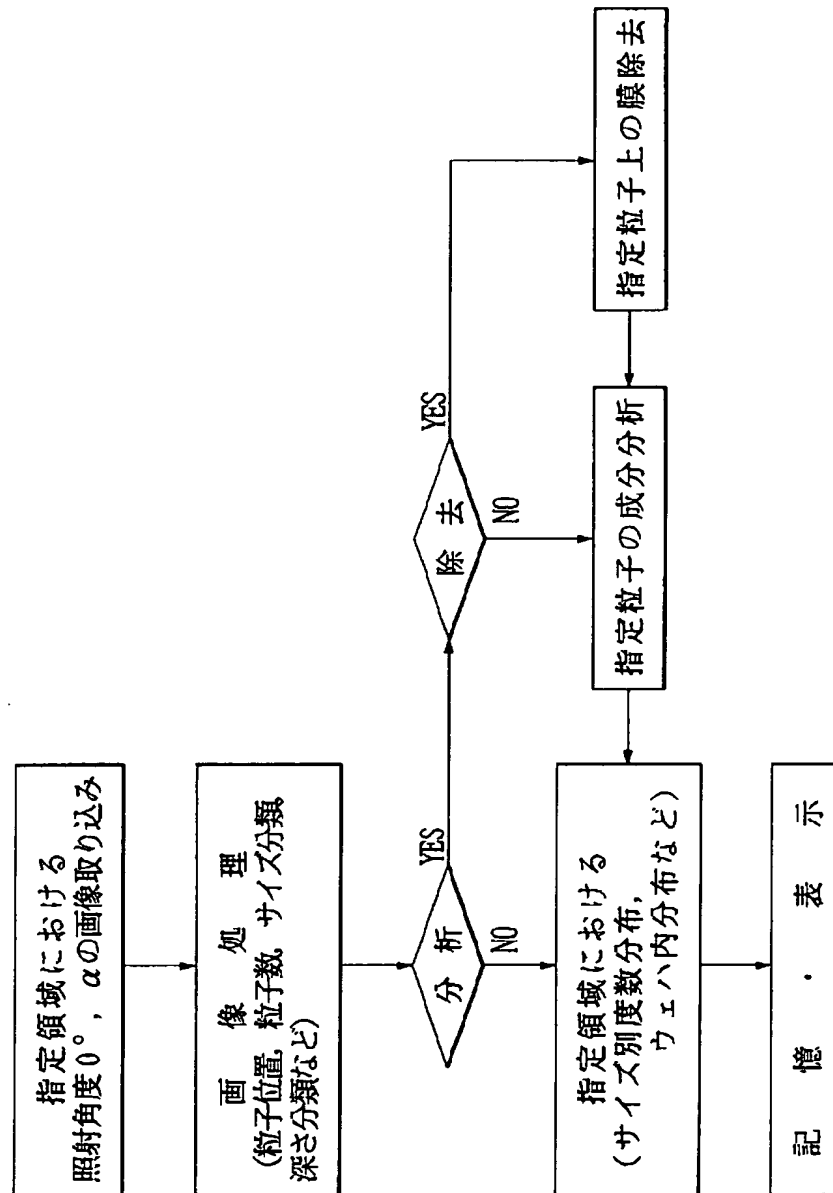 指定領域における
照射角度0°, αの画像取り込み
画像処理
(粒子位置, 粒子数, サイズ分類,
深さ分類など)
分析
YES
NO
除去
YES
NO
指定粒子上の膜除去
指定粒子の成分分析
指定領域における
(サイズ別度数分布,
ウェハ内分布など)
記憶・表示